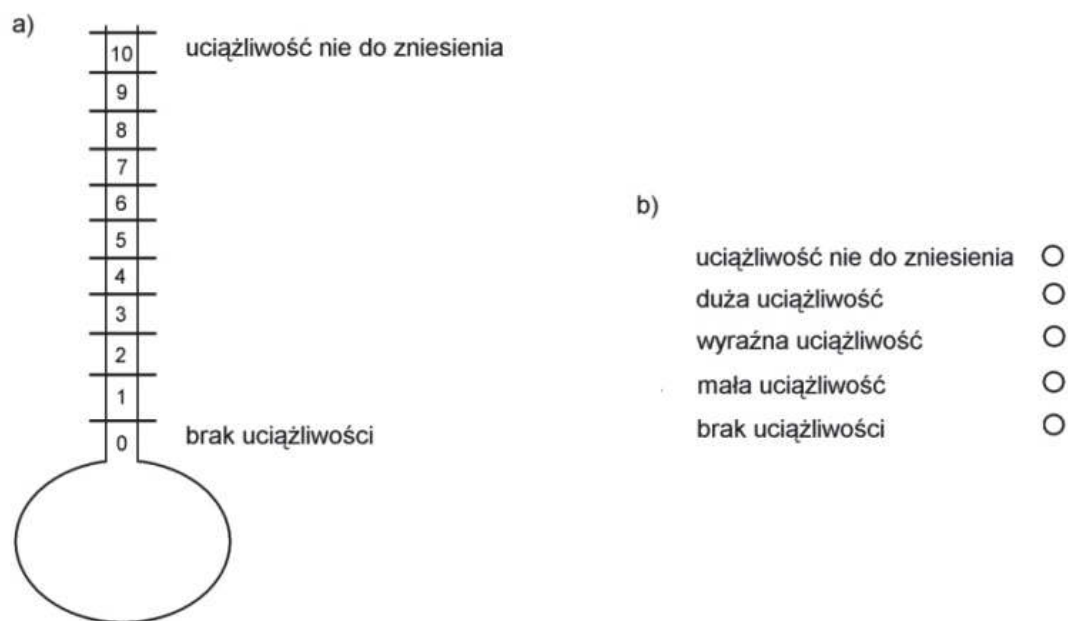 a)
10 uciążliwość nie do zniesienia
9
8
7
6
5
4
3
2
1
0 brak uciążliwości
b)
uciążliwość nie do zniesienia
duża uciążliwość
wyraźna uciążliwość
mała uciążliwość
brak uciążliwości